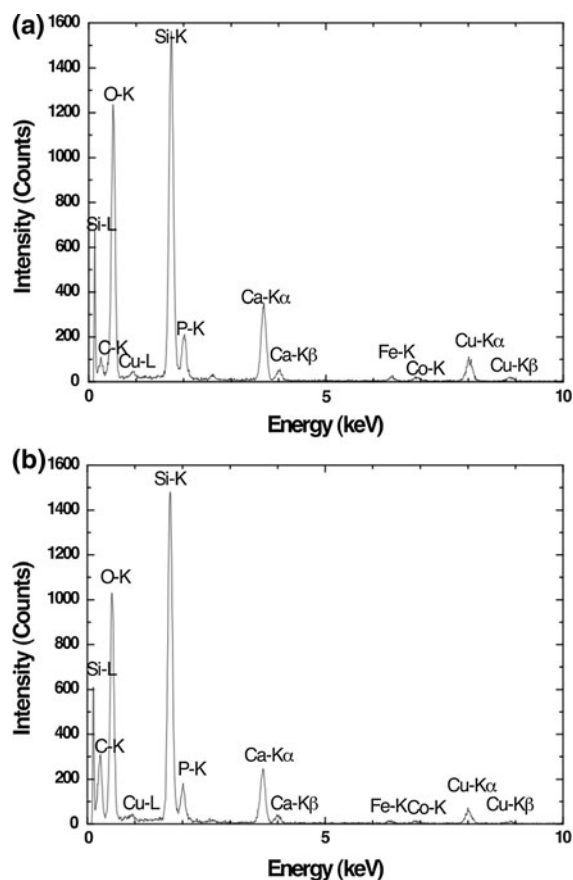 (a)
1600
1400
1200
1000
800
600
400
200
0
Intensity (Counts)
Si-K
O-K
Si-L
C-K
Cu-L
P-K
Ca-Kα
Ca-Kβ
Fe-K
Co-K
Cu-Kα
Cu-Kβ
0 5 10
Energy (keV)
(b)
1600
1400
1200
1000
800
600
400
200
0
Intensity (Counts)
Si-K
O-K
Si-L
C-K
Cu-L
P-K
Ca-Kα
Ca-Kβ
Fe-K
Co-K
Cu-Kα
Cu-Kβ
0 5 10
Energy (keV)